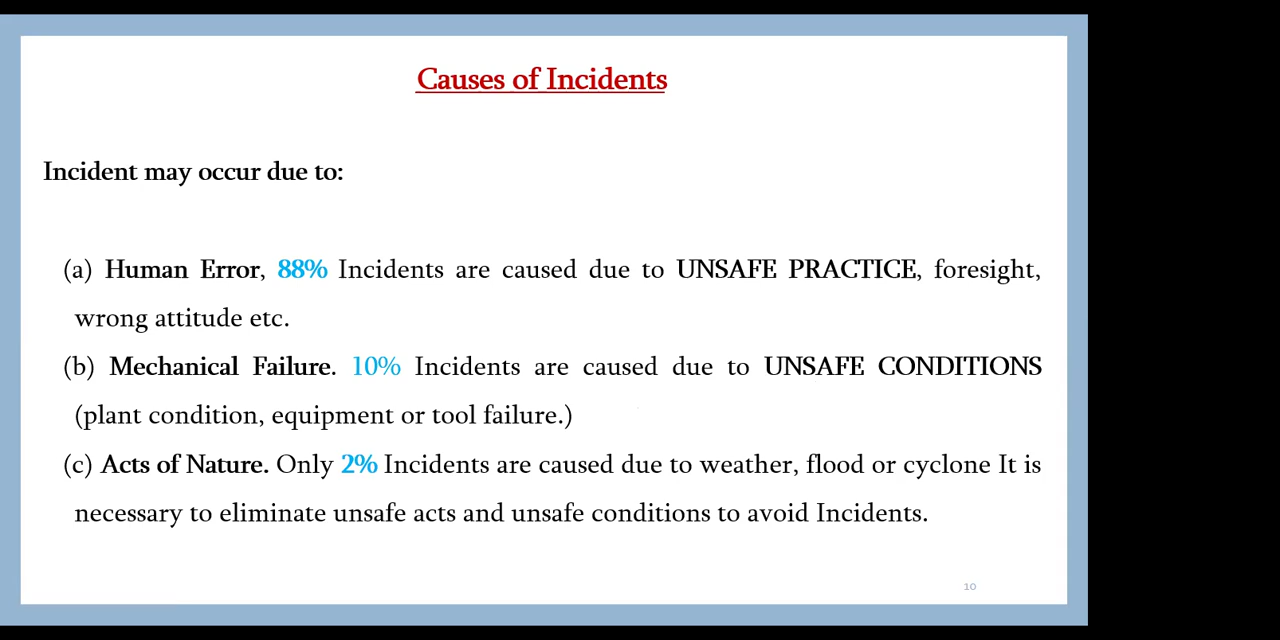 Causes of Incidents
Incident may occur due to:
(a) Human Error, 88% Incidents are caused due to UNSAFE PRACTICE, foresight,
wrong attitude etc.
(b) Mechanical Failure. 10% Incidents are caused due to UNSAFE CONDITIONS
(plant condition, equipment or tool failure.)
(c) Acts of Nature. Only 2% Incidents are caused due to weather, flood or cyclone It is
necessary to eliminate unsafe acts and unsafe conditions to avoid Incidents.
10